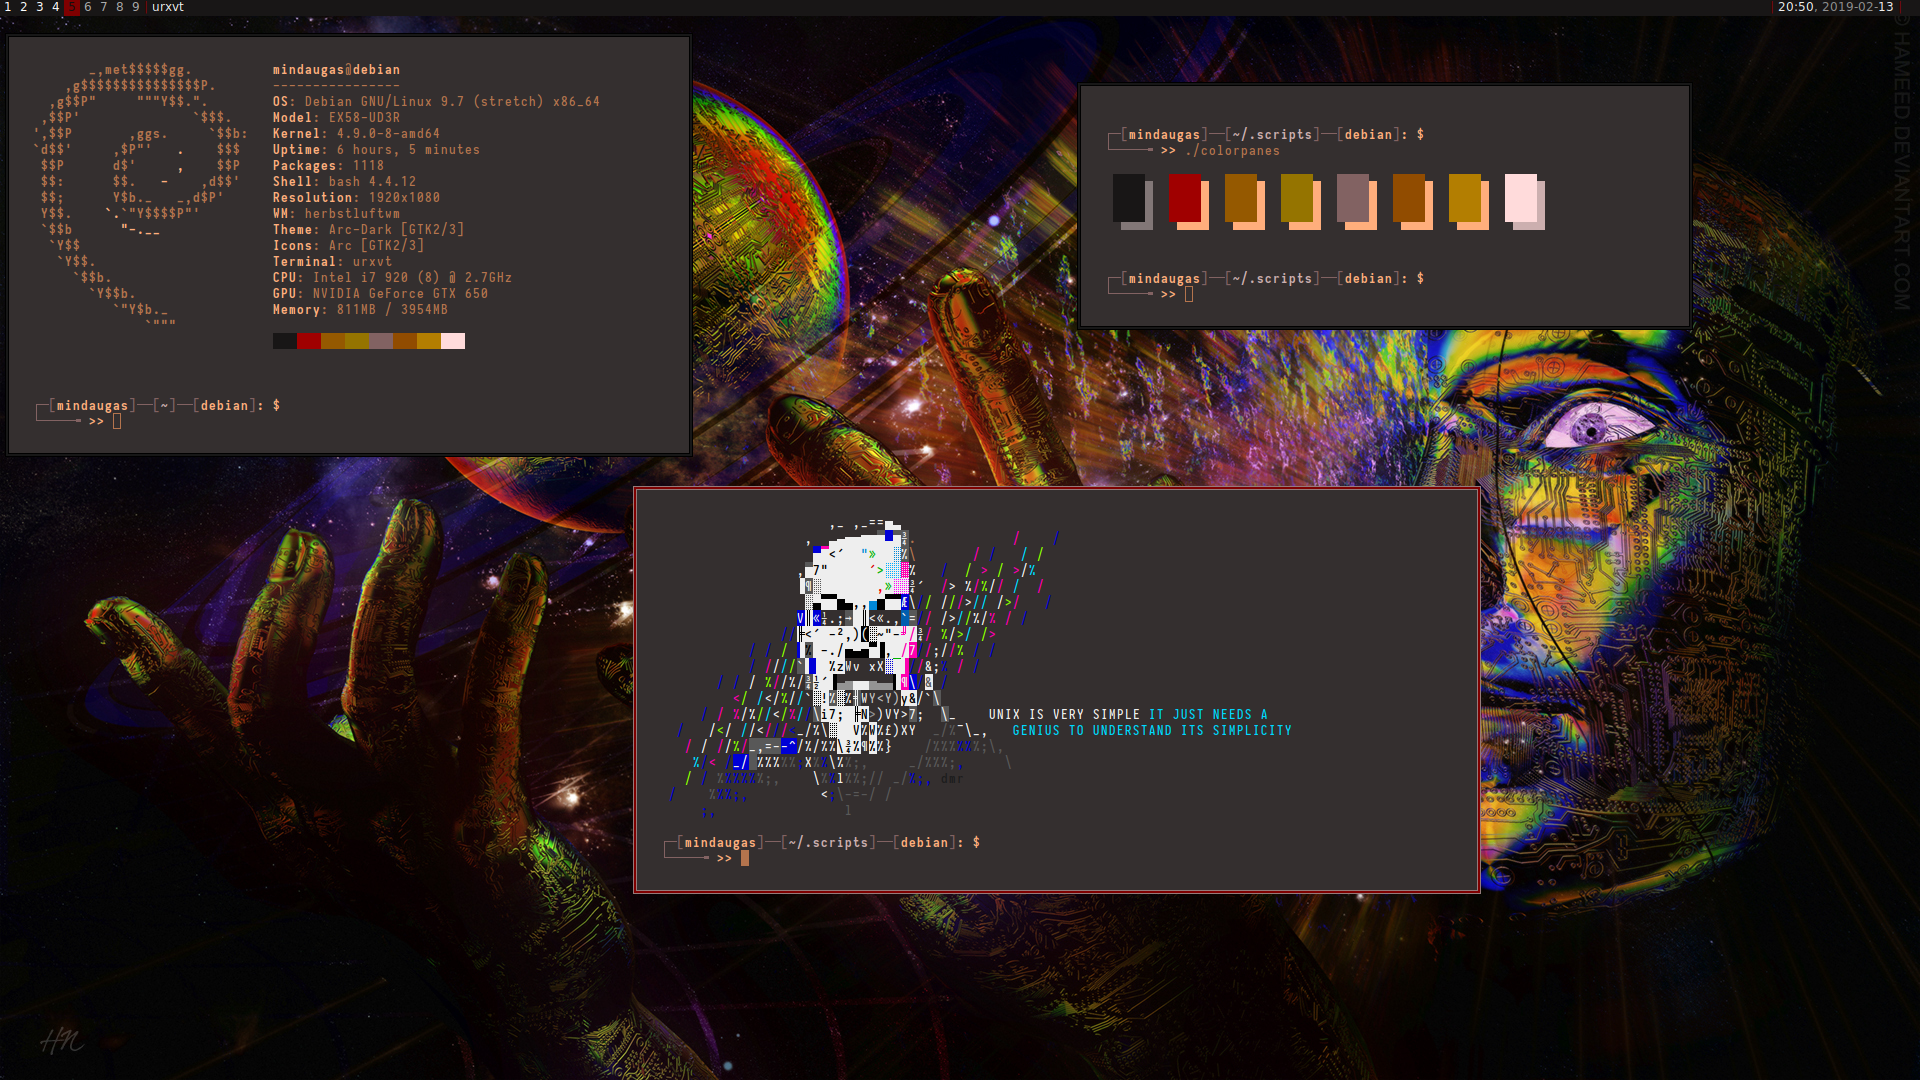 1 2 3 4 5 6 7 8 9 urxvt
20:50, 2019-02-13
mindaugas@debian
----------------
OS: Debian GNU/Linux 9.7 (stretch) x86_64
Model: EX58-UD3R
Kernel: 4.9.0-8-amd64
Uptime: 6 hours, 5 minutes
Packages: 1118
Shell: bash 4.4.12
Resolution: 1920x1080
WM: herbstluftwm
Theme: Arc-Dark [GTK2/3]
Icons: Arc [GTK2/3]
Terminal: urxvt
CPU: Intel i7 920 (8) @ 2.7GHz
GPU: NVIDIA GeForce GTX 650
Memory: 811MB / 3954MB
[mindaugas]—[~]—[debian]: $
>>
[mindaugas]—[~/.scripts]—[debian]: $
>> ./colorpanes
[mindaugas]—[~/.scripts]—[debian]: $
>>
UNIX IS VERY SIMPLE IT JUST NEEDS A
GENIUS TO UNDERSTAND ITS SIMPLICITY
dmr
[mindaugas]—[~/.scripts]—[debian]: $
>>
© HAMEED.DEVIANTART.COM
HN